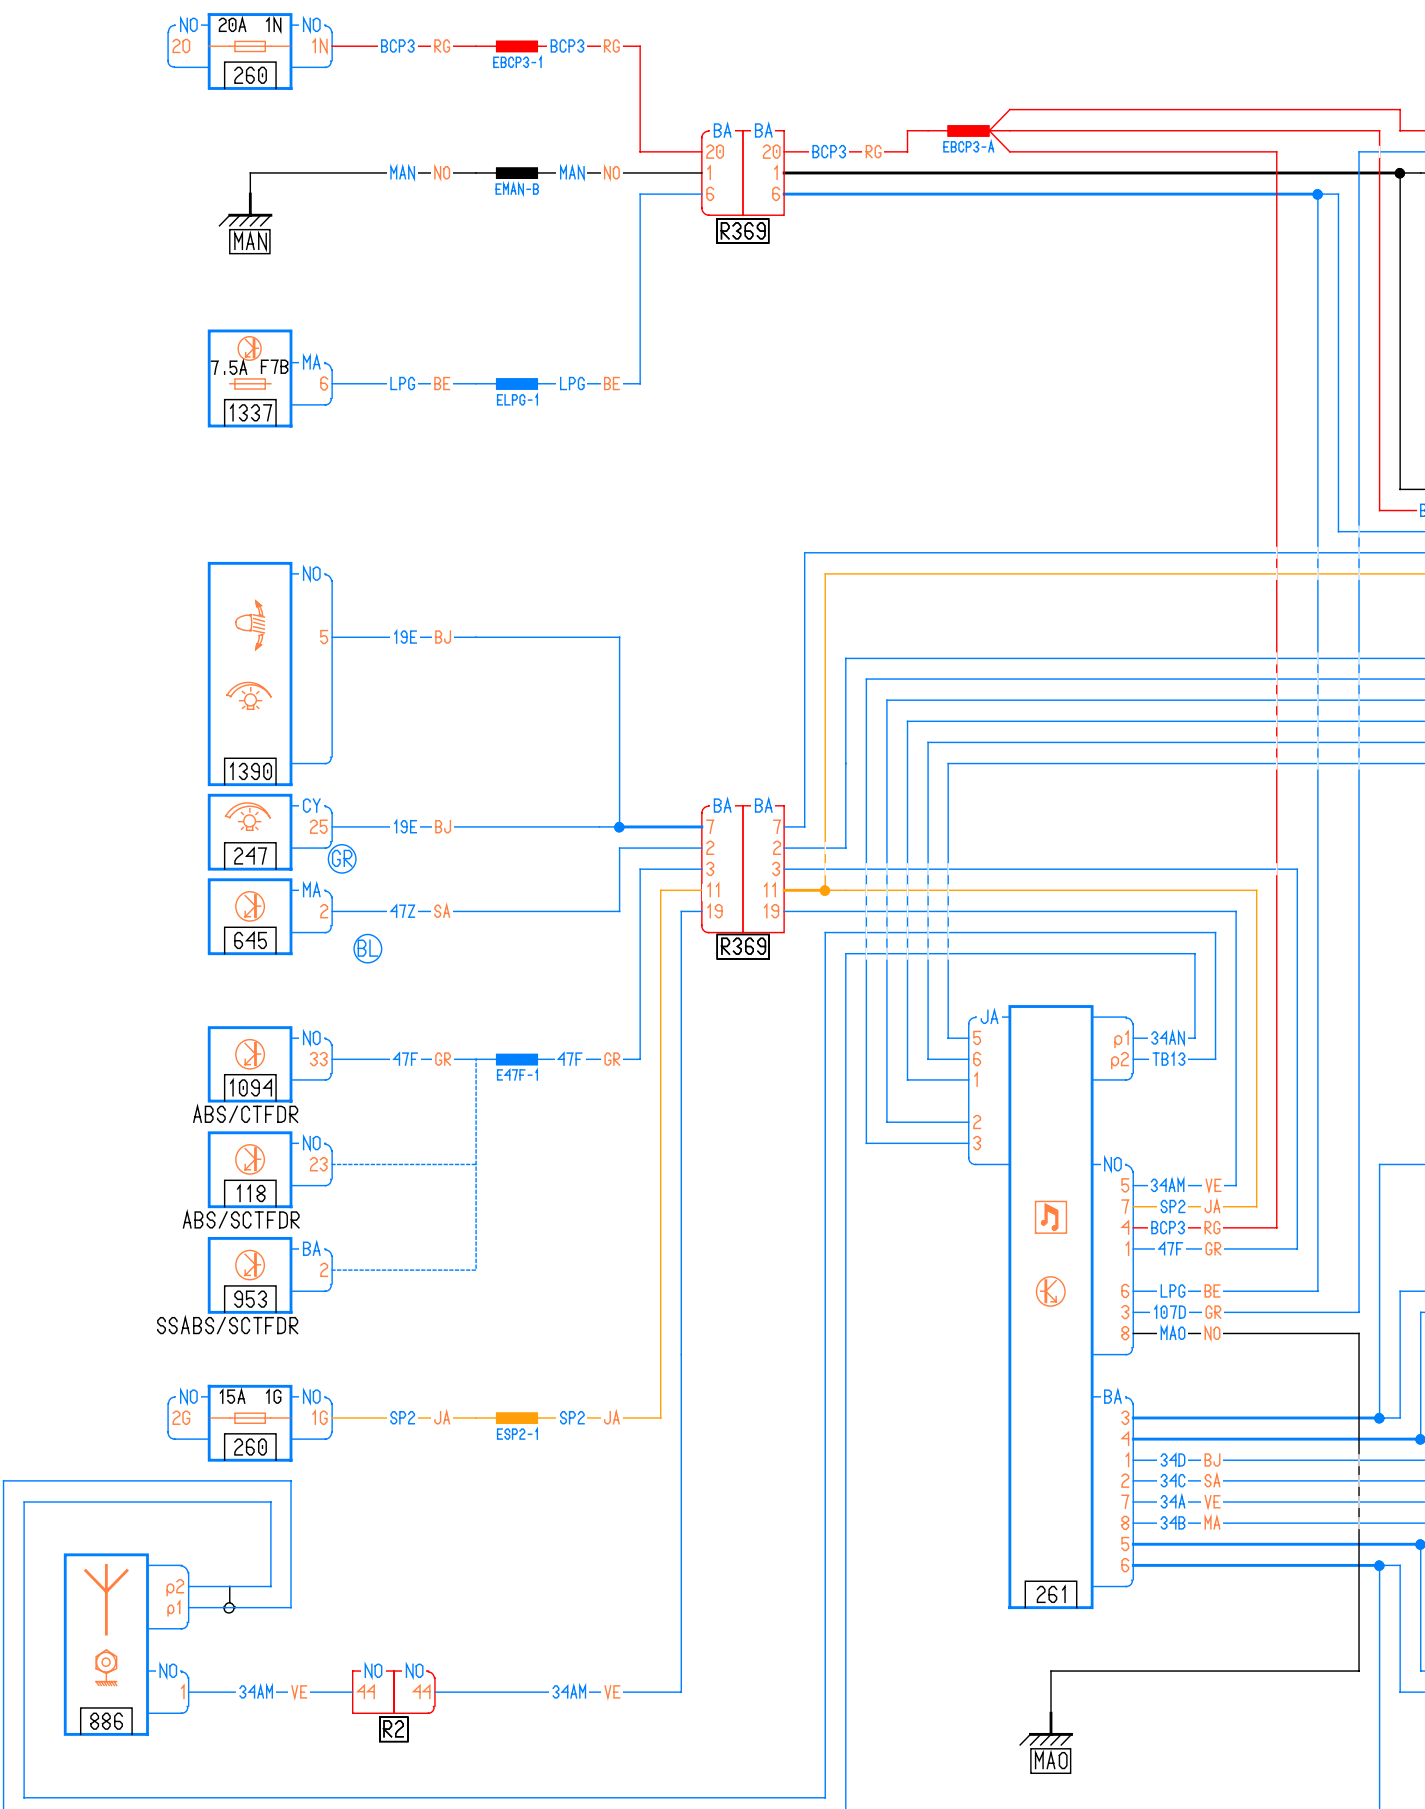 NO 20A 1N NO
20 1N BCP3 RG BCP3 RG
EBCP3-1
260
BA BA
20 20 BCP3 RG
EBCP3-A
MAN NO MAN NO 1 1
EMAN-B
6 6
R369
MAN
MA
7.5A F7B
6 LPG BE LPG BE
ELPG-1
1337
NO
5 19E BJ
1390
BA BA
CY
25 19E BJ 7 7
247
GR
2 2
3 3
MA
11 11
2 47Z SA 19 19
645
BL
R369
NO
33 47F GR 47F GR
E47F-1
1094
ABS/CTFDR
NO
23
118
ABS/SCTFDR
BA
2
953
SSABS/SCTFDR
JA
5 p1 34AN
6 p2 TB13
1
2
3
NO
5 34AM VE
7 SP2 JA
4 BCP3 RG
1 47F GR
6 LPG BE
3 107D GR
8 MAO NO
NO 15A 1G NO
2G 1G SP2 JA SP2 JA
ESP2-1
260
BA
3
4
1 34D BJ
2 34C SA
7 34A VE
8 34B MA
5
6
261
p2
p1
NO NO NO
1 34AM VE 44 44 34AM VE
886
R2
MAO